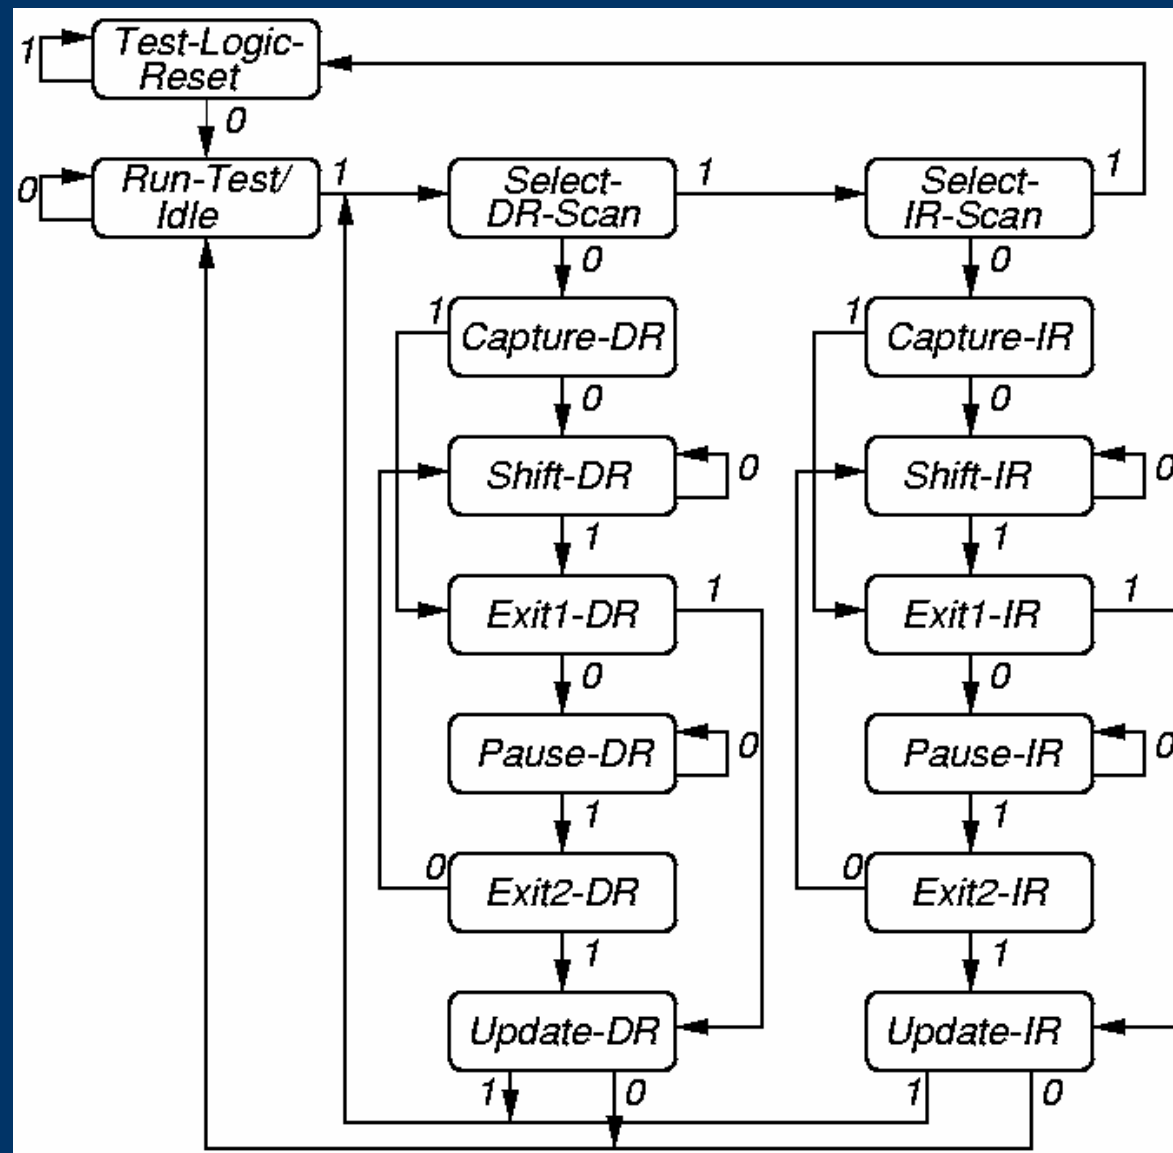 Test-Logic-
Reset
1
0
Run-Test/
Idle
0
1
Select-
DR-Scan
1
Select-
IR-Scan
1
0
0
1
Capture-DR
1
Capture-IR
0
0
Shift-DR
0
Shift-IR
0
1
1
Exit1-DR
1
Exit1-IR
1
0
0
Pause-DR
0
Pause-IR
0
1
1
0
Exit2-DR
0
Exit2-IR
1
1
Update-DR
Update-IR
1
0
1
0